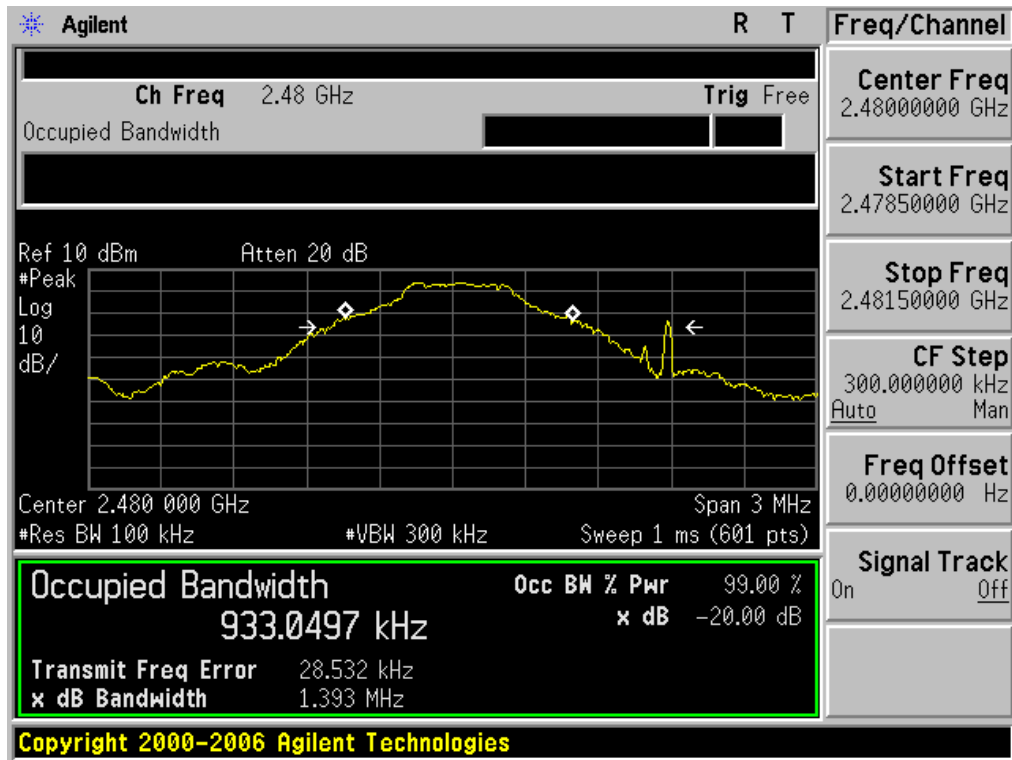 Agilent R T Freq/Channel
Ch Freq 2.48 GHz Trig Free
Occupied Bandwidth
Center Freq
2.48000000 GHz
Start Freq
2.47850000 GHz
Stop Freq
2.48150000 GHz
CF Step
300.000000 kHz
Auto Man
Freq Offset
0.00000000 Hz
Signal Track
On Off
Ref 10 dBm Atten 20 dB
#Peak
Log
10
dB/
Center 2.480 000 GHz Span 3 MHz
#Res BW 100 kHz #VBW 300 kHz Sweep 1 ms (601 pts)
Occupied Bandwidth Occ BW % Pwr 99.00 %
933.0497 kHz x dB -20.00 dB
Transmit Freq Error 28.532 kHz
x dB Bandwidth 1.393 MHz
Copyright 2000-2006 Agilent Technologies